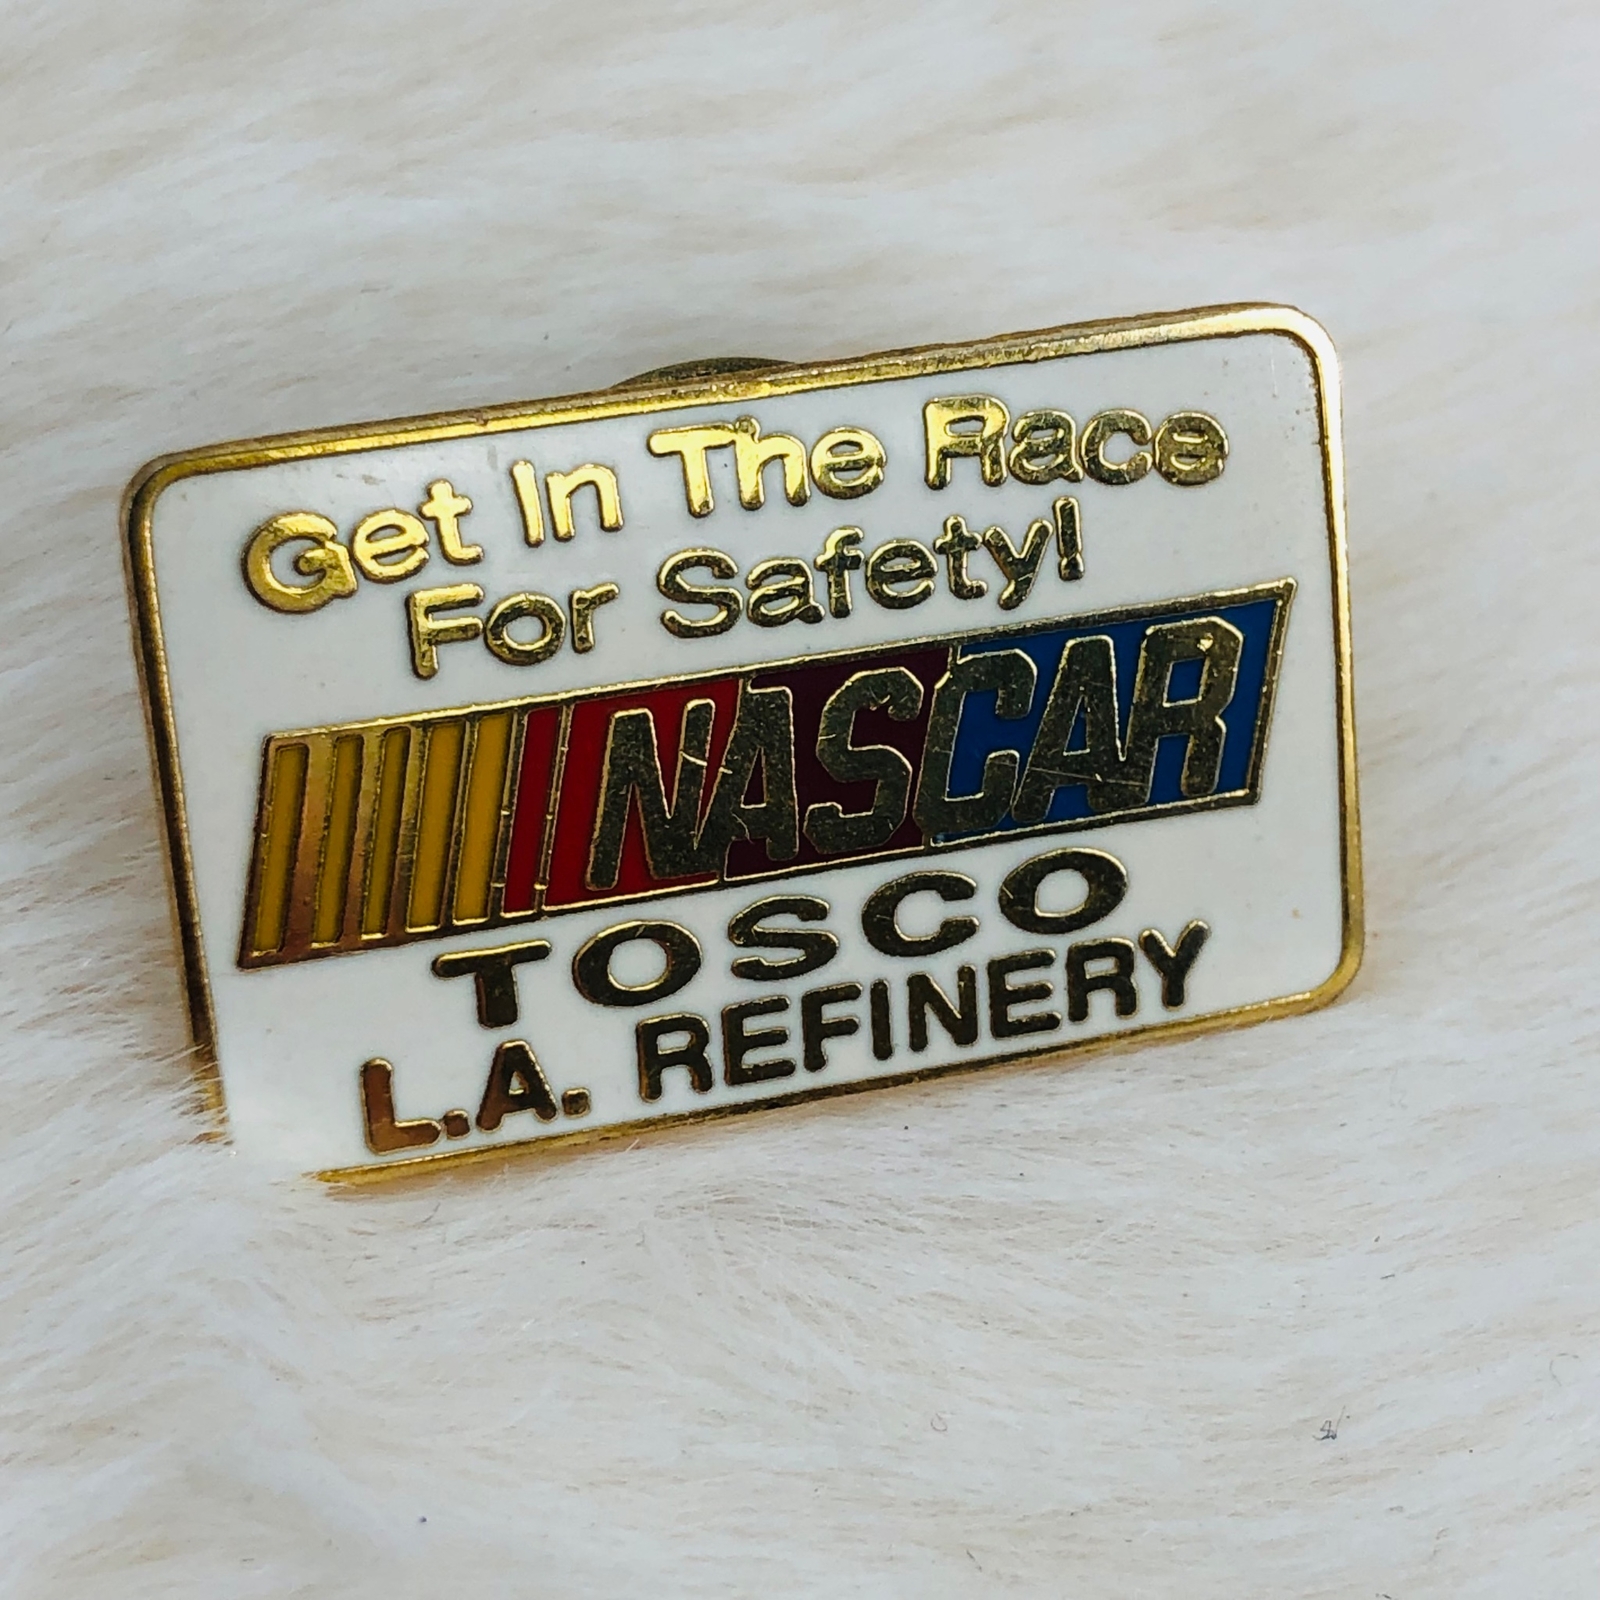 Get In The Race
For Safety!
NASCAR
TOSCO
L.A. REFINERY